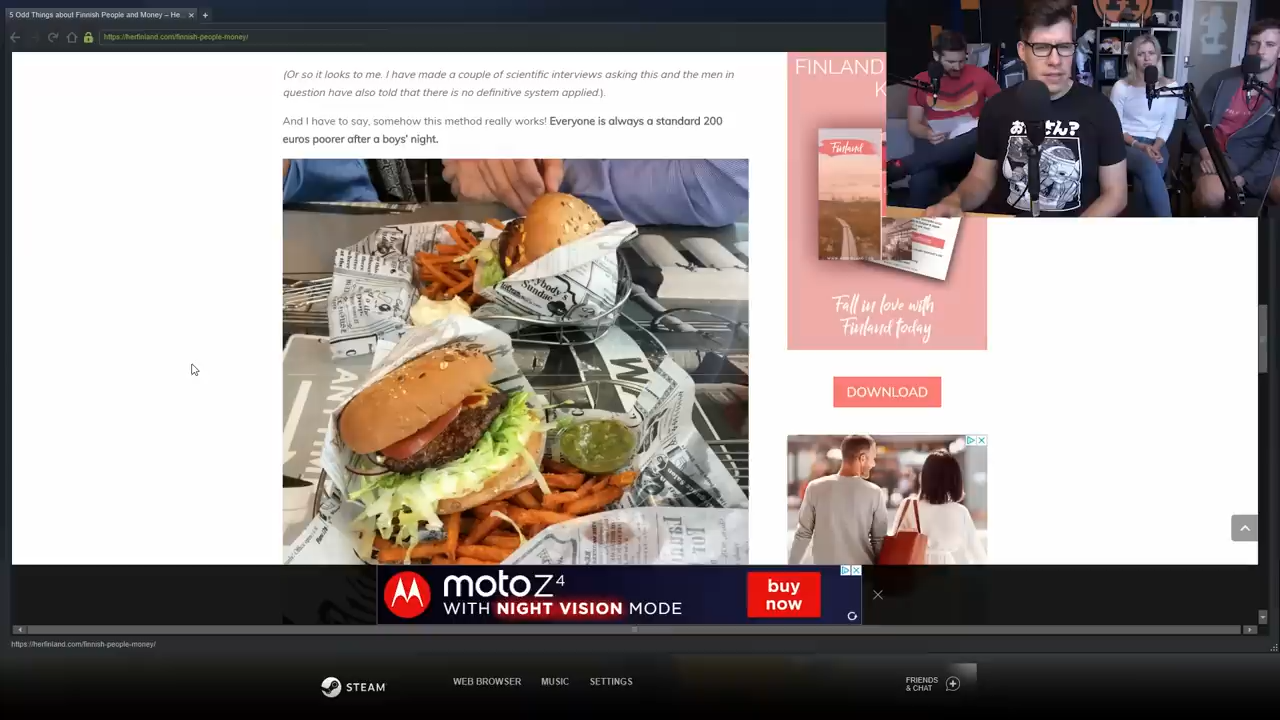 5 Odd Things about Finnish People and Money – He...
https://herfinland.com/finnish-people-money/
(Or so it looks to me. I have made a couple of scientific interviews asking this and the men in
question have also told that there is no definitive system applied.).
And I have to say, somehow this method really works! Everyone is always a standard 200
euros poorer after a boys' night.
FINLAND
K
Finland
Fall in love with
Finland today
DOWNLOAD
moto z4
WITH NIGHT VISION MODE
buy
now
https://herfinland.com/finnish-people-money/
STEAM
WEB BROWSER
MUSIC
SETTINGS
FRIENDS
& CHAT